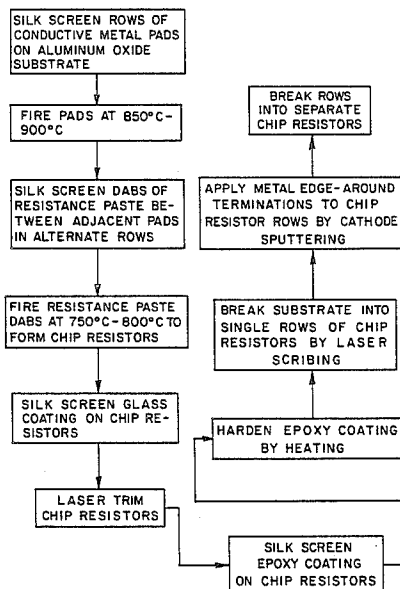 SILK SCREEN ROWS OF
CONDUCTIVE METAL PADS
ON ALUMINUM OXIDE
SUBSTRATE
FIRE PADS AT 850°C-
900°C
SILK SCREEN DABS OF
RESISTANCE PASTE BE-
TWEEN ADJACENT PADS
IN ALTERNATE ROWS
FIRE RESISTANCE PASTE
DABS AT 750°C-800°C TO
FORM CHIP RESISTORS
SILK SCREEN GLASS
COATING ON CHIP RE-
SISTORS
LASER TRIM
CHIP RESISTORS
SILK SCREEN
EPOXY COATING
ON CHIP RESISTORS
HARDEN EPOXY COATING
BY HEATING
BREAK SUBSTRATE INTO
SINGLE ROWS OF CHIP
RESISTORS BY LASER
SCRIBING
APPLY METAL EDGE-AROUND
TERMINATIONS TO CHIP
RESISTOR ROWS BY CATHODE
SPUTTERING
BREAK ROWS
INTO SEPARATE
CHIP RESISTORS